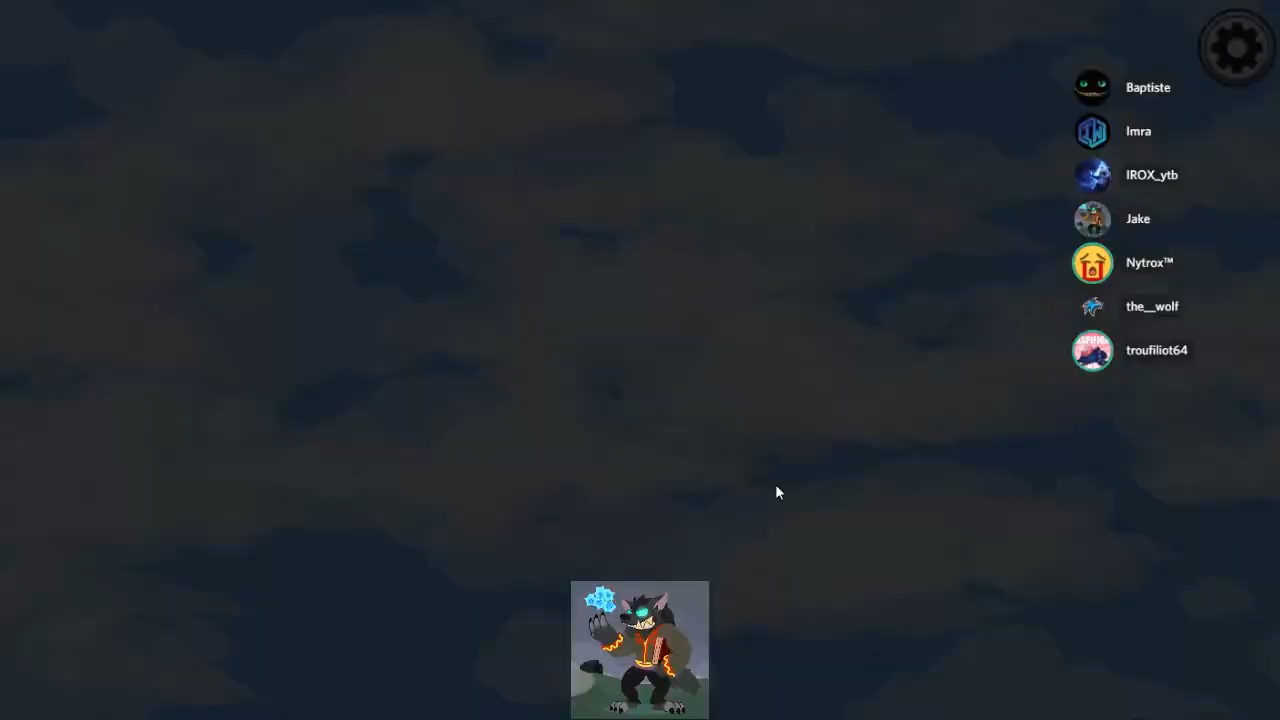 Baptiste
Imra
IROX_ytb
Jake
Nytrox™
the__wolf
troufiliot64